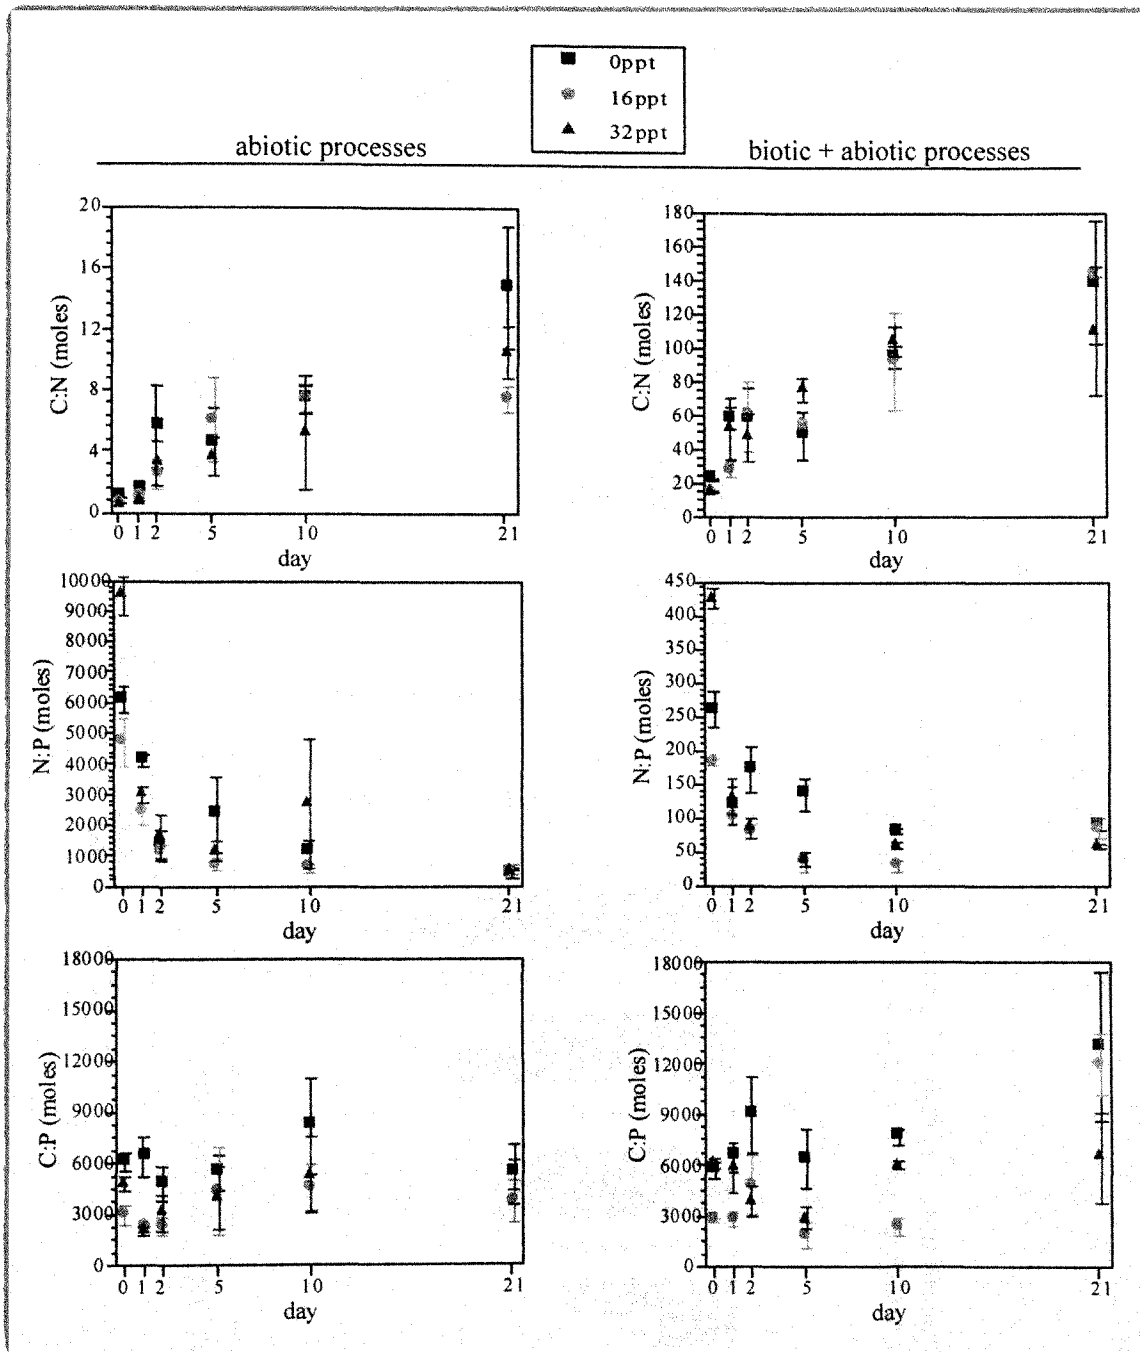 0ppt
16ppt
32ppt
abiotic processes
biotic + abiotic processes
20
16
12
8
4
0
C:N (moles)
0 1 2 5 10 21
day
180
160
140
120
100
80
60
40
20
0
C:N (moles)
0 1 2 5 10 21
day
10000
9000
8000
7000
6000
5000
4000
3000
2000
1000
0
N:P (moles)
0 1 2 5 10 21
day
450
400
350
300
250
200
150
100
50
0
N:P (moles)
0 1 2 5 10 21
day
18000
15000
12000
9000
6000
3000
0
C:P (moles)
0 1 2 5 10 21
day
18000
15000
12000
9000
6000
3000
0
C:P (moles)
0 1 2 5 10 21
day